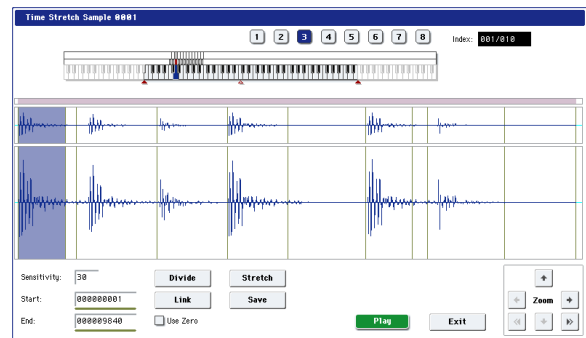 Time Stretch Sample 0001
1 2 3 4 5 6 7 8 Index: 001/010
Sensitivity: 30 Divide Stretch
Start: 000000001 Link Save
End: 000009840 Use Zero Play Exit
Zoom